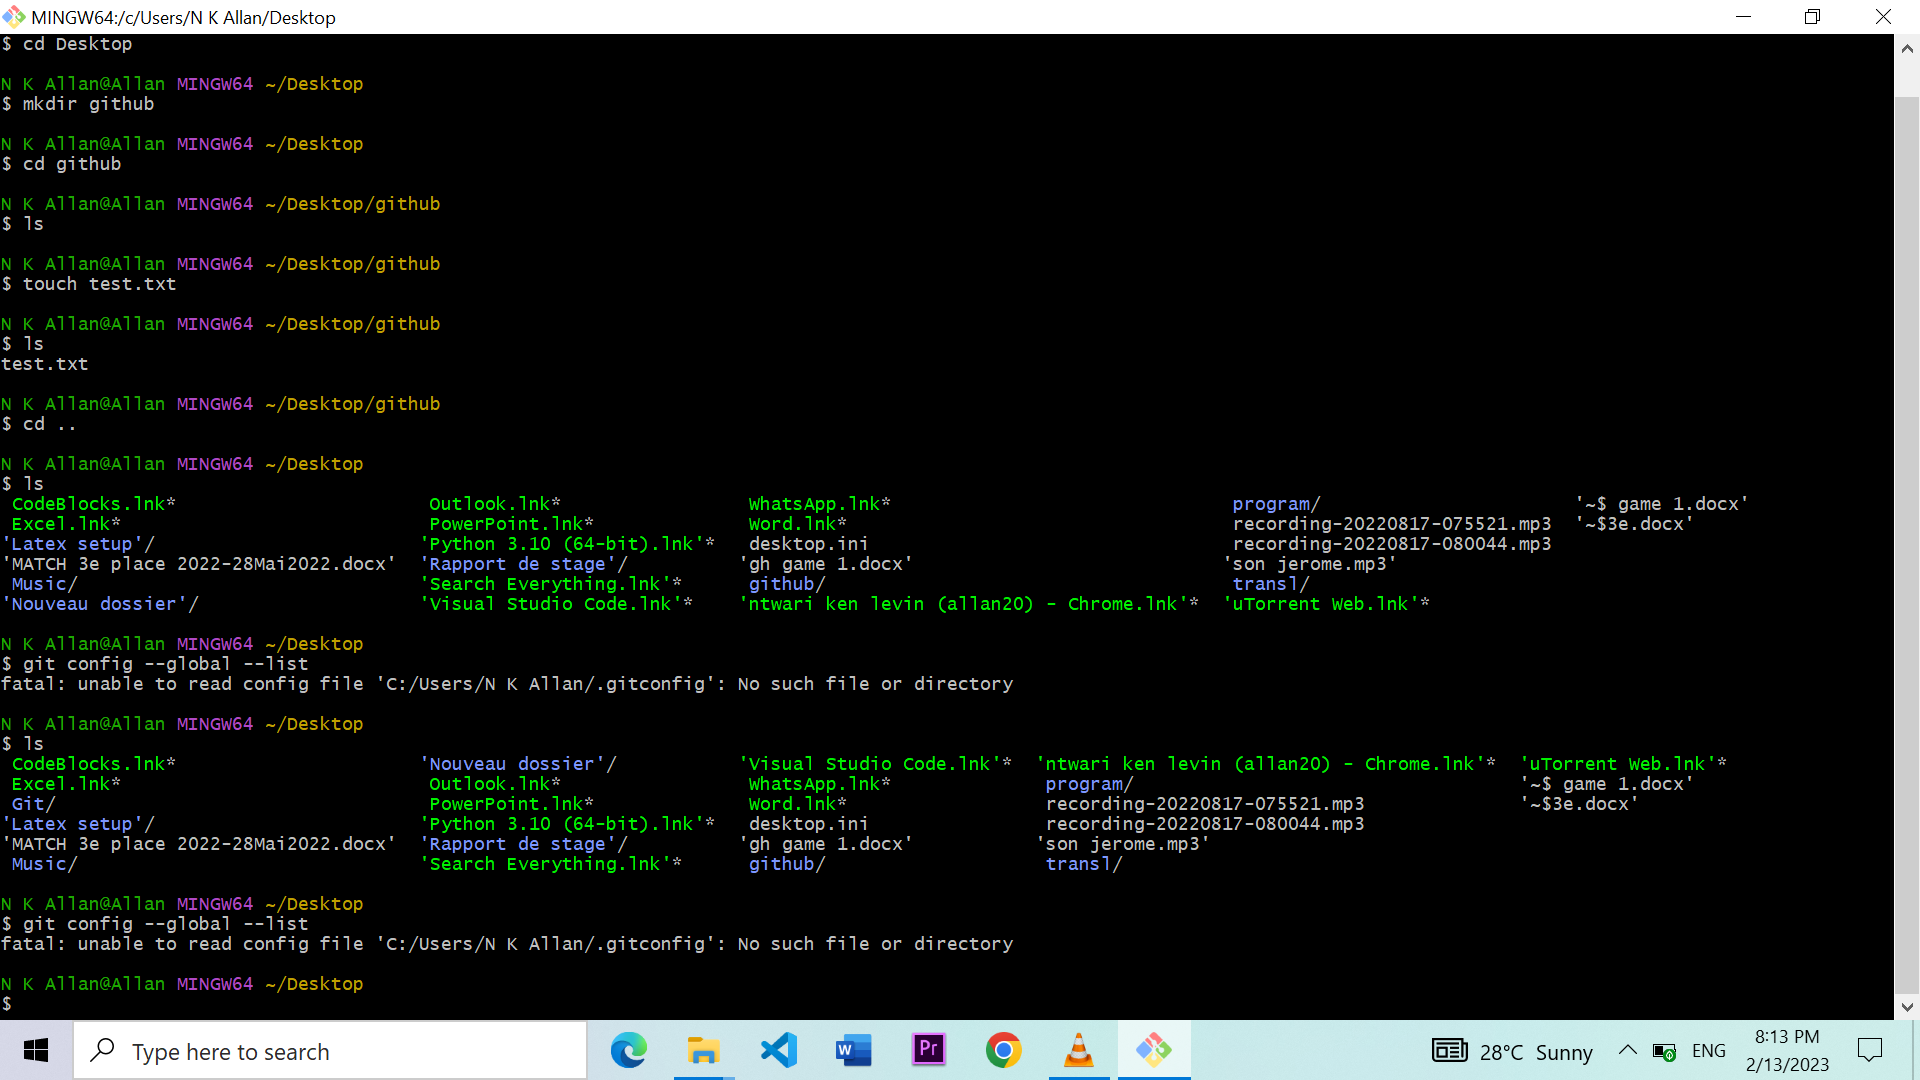 MINGW64:/c/Users/N K Allan/Desktop
$ cd Desktop
N K Allan@Allan MINGW64 ~/Desktop
$ mkdir github
N K Allan@Allan MINGW64 ~/Desktop
$ cd github
N K Allan@Allan MINGW64 ~/Desktop/github
$ ls
N K Allan@Allan MINGW64 ~/Desktop/github
$ touch test.txt
N K Allan@Allan MINGW64 ~/Desktop/github
$ ls
test.txt
N K Allan@Allan MINGW64 ~/Desktop/github
$ cd ..
N K Allan@Allan MINGW64 ~/Desktop
$ ls
CodeBlocks.lnk* Outlook.lnk* WhatsApp.lnk* program/ '~$ game 1.docx'
Excel.lnk* PowerPoint.lnk* Word.lnk* recording-20220817-075521.mp3 '~$3e.docx'
'Latex setup'/ 'Python 3.10 (64-bit).lnk'* desktop.ini recording-20220817-080044.mp3
'MATCH 3e place 2022-28Mai2022.docx' 'Rapport de stage'/ 'gh game 1.docx' 'son jerome.mp3'
Music/ 'Search Everything.lnk'* github/ transl/
'Nouveau dossier'/ 'Visual Studio Code.lnk'* 'ntwari ken levin (allan20) - Chrome.lnk'* 'uTorrent Web.lnk'*
N K Allan@Allan MINGW64 ~/Desktop
$ git config --global --list
fatal: unable to read config file 'C:/Users/N K Allan/.gitconfig': No such file or directory
N K Allan@Allan MINGW64 ~/Desktop
$ ls
CodeBlocks.lnk* 'Nouveau dossier'/ 'Visual Studio Code.lnk'* 'ntwari ken levin (allan20) - Chrome.lnk'* 'uTorrent Web.lnk'*
Excel.lnk* Outlook.lnk* WhatsApp.lnk* program/ '~$ game 1.docx'
Git/ PowerPoint.lnk* Word.lnk* recording-20220817-075521.mp3 '~$3e.docx'
'Latex setup'/ 'Python 3.10 (64-bit).lnk'* desktop.ini recording-20220817-080044.mp3
'MATCH 3e place 2022-28Mai2022.docx' 'Rapport de stage'/ 'gh game 1.docx' 'son jerome.mp3'
Music/ 'Search Everything.lnk'* github/ transl/
N K Allan@Allan MINGW64 ~/Desktop
$ git config --global --list
fatal: unable to read config file 'C:/Users/N K Allan/.gitconfig': No such file or directory
N K Allan@Allan MINGW64 ~/Desktop
$
Type here to search
W
Pr
28°C Sunny
ENG
8:13 PM
2/13/2023